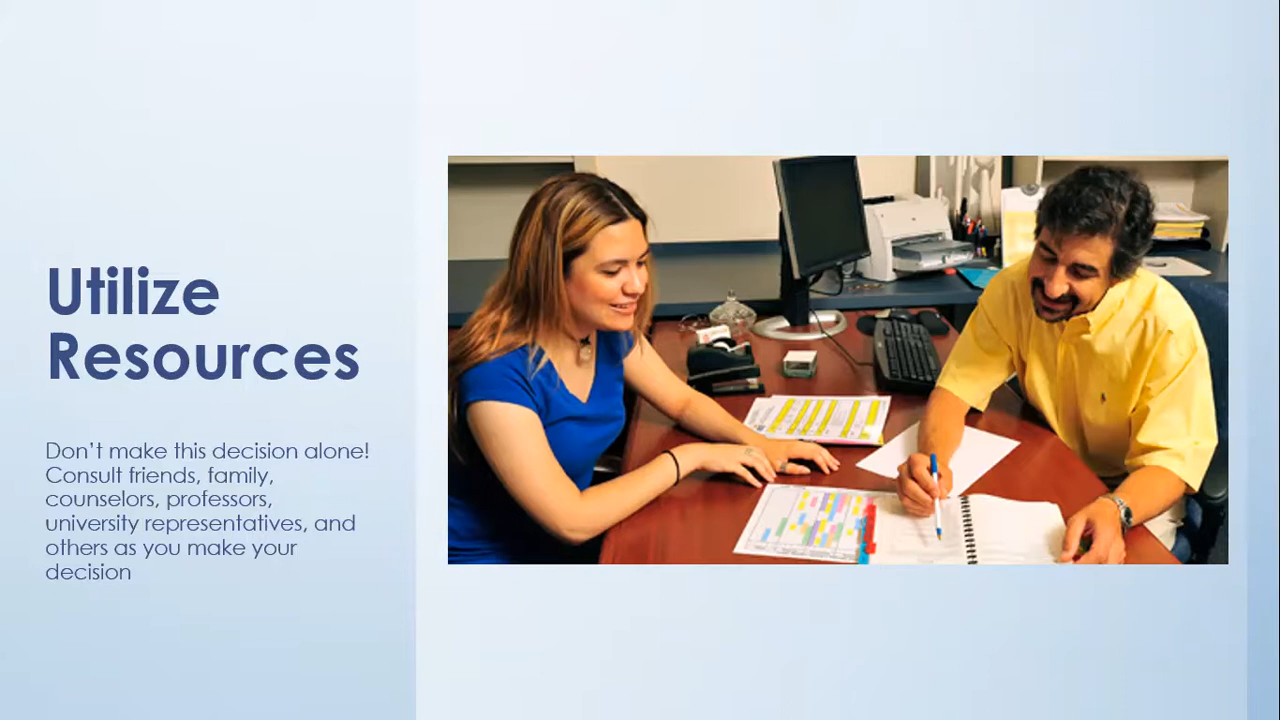 Utilize
Resources
Don't make this decision alone!
Consult friends, family,
counselors, professors,
university representatives, and
others as you make your
decision